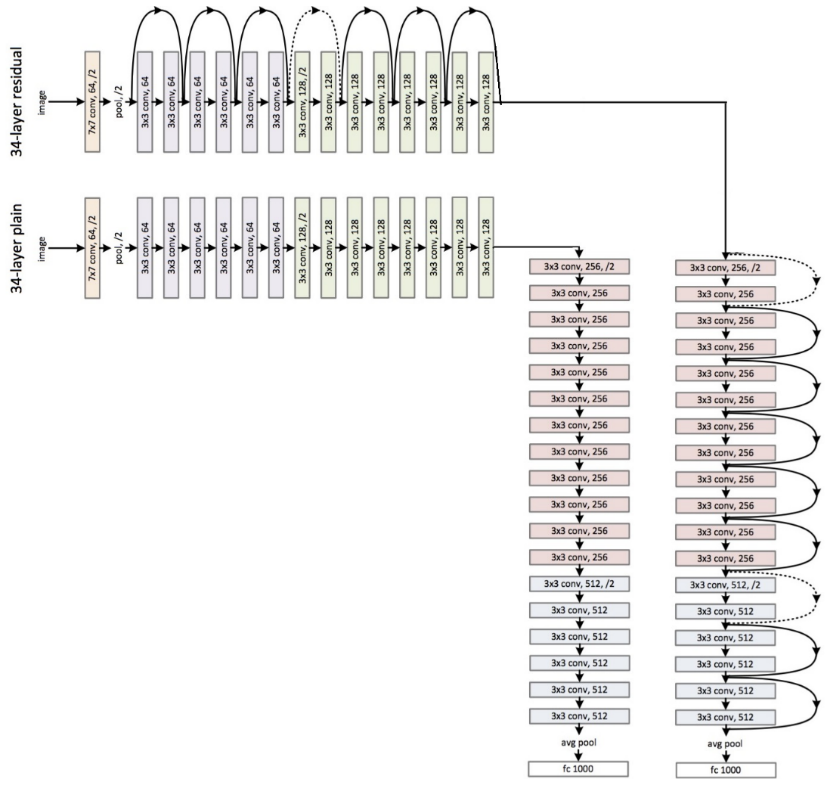 34-layer residual
image
7x7 conv, 64, /2
pool, /2
3x3 conv, 64
3x3 conv, 64
3x3 conv, 64
3x3 conv, 64
3x3 conv, 64
3x3 conv, 64
3x3 conv, 128, /2
3x3 conv, 128
3x3 conv, 128
3x3 conv, 128
3x3 conv, 128
3x3 conv, 128
3x3 conv, 128
3x3 conv, 128
34-layer plain
image
7x7 conv, 64, /2
pool, /2
3x3 conv, 64
3x3 conv, 64
3x3 conv, 64
3x3 conv, 64
3x3 conv, 64
3x3 conv, 64
3x3 conv, 128, /2
3x3 conv, 128
3x3 conv, 128
3x3 conv, 128
3x3 conv, 128
3x3 conv, 128
3x3 conv, 128
3x3 conv, 128
3x3 conv, 256, /2
3x3 conv, 256
3x3 conv, 256
3x3 conv, 256
3x3 conv, 256
3x3 conv, 256
3x3 conv, 256
3x3 conv, 256
3x3 conv, 256
3x3 conv, 256
3x3 conv, 256
3x3 conv, 256
3x3 conv, 512, /2
3x3 conv, 512
3x3 conv, 512
3x3 conv, 512
3x3 conv, 512
3x3 conv, 512
avg pool
fc 1000
3x3 conv, 256, /2
3x3 conv, 256
3x3 conv, 256
3x3 conv, 256
3x3 conv, 256
3x3 conv, 256
3x3 conv, 256
3x3 conv, 256
3x3 conv, 256
3x3 conv, 256
3x3 conv, 256
3x3 conv, 256
3x3 conv, 512, /2
3x3 conv, 512
3x3 conv, 512
3x3 conv, 512
3x3 conv, 512
3x3 conv, 512
avg pool
fc 1000